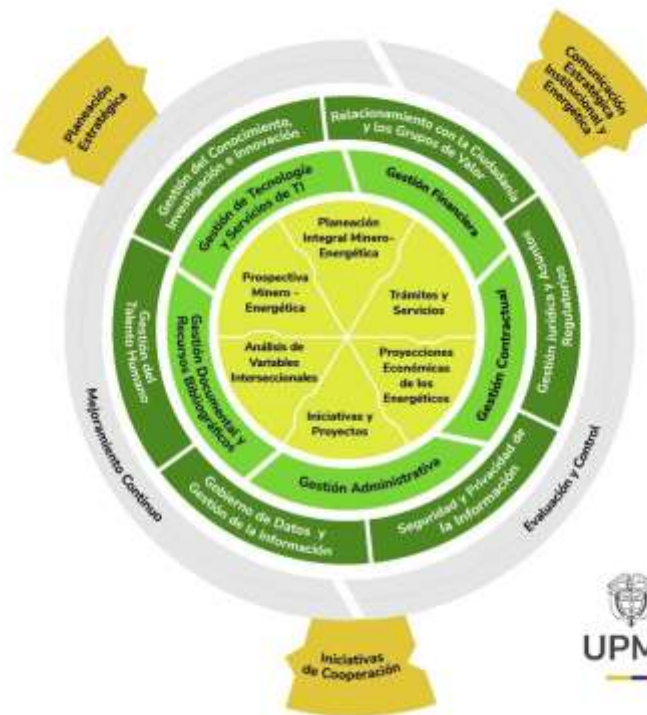 Planeación
Estratégica
Comunicación
Estratégica
Institucional y
Energética
Gestión del Conocimiento,
Investigación e Innovación
Relacionamiento con la Ciudadanía
y los Grupos de Valor
Gestión de Tecnología
y Servicios de TI
Gestión Financiera
Planeación
Integral Minero-
Energética
Prospectiva
Minero -
Energética
Trámites y
Servicios
Análisis de
Variables
Interseccionales
Proyecciones
Económicas
de los
Energéticos
Iniciativas y
Proyectos
Gestión del
Talento Humano
Gestión Documental y
Recursos Bibliográficos
Gestión Contractual
Gestión Jurídica y Asuntos
Regulatorios
Gestión Administrativa
Gobierno de Datos y
Gestión de la Información
Seguridad y Privacidad de
la Información
Mejoramiento Continuo
Evaluación y Control
Iniciativas
de Cooperación
UPM